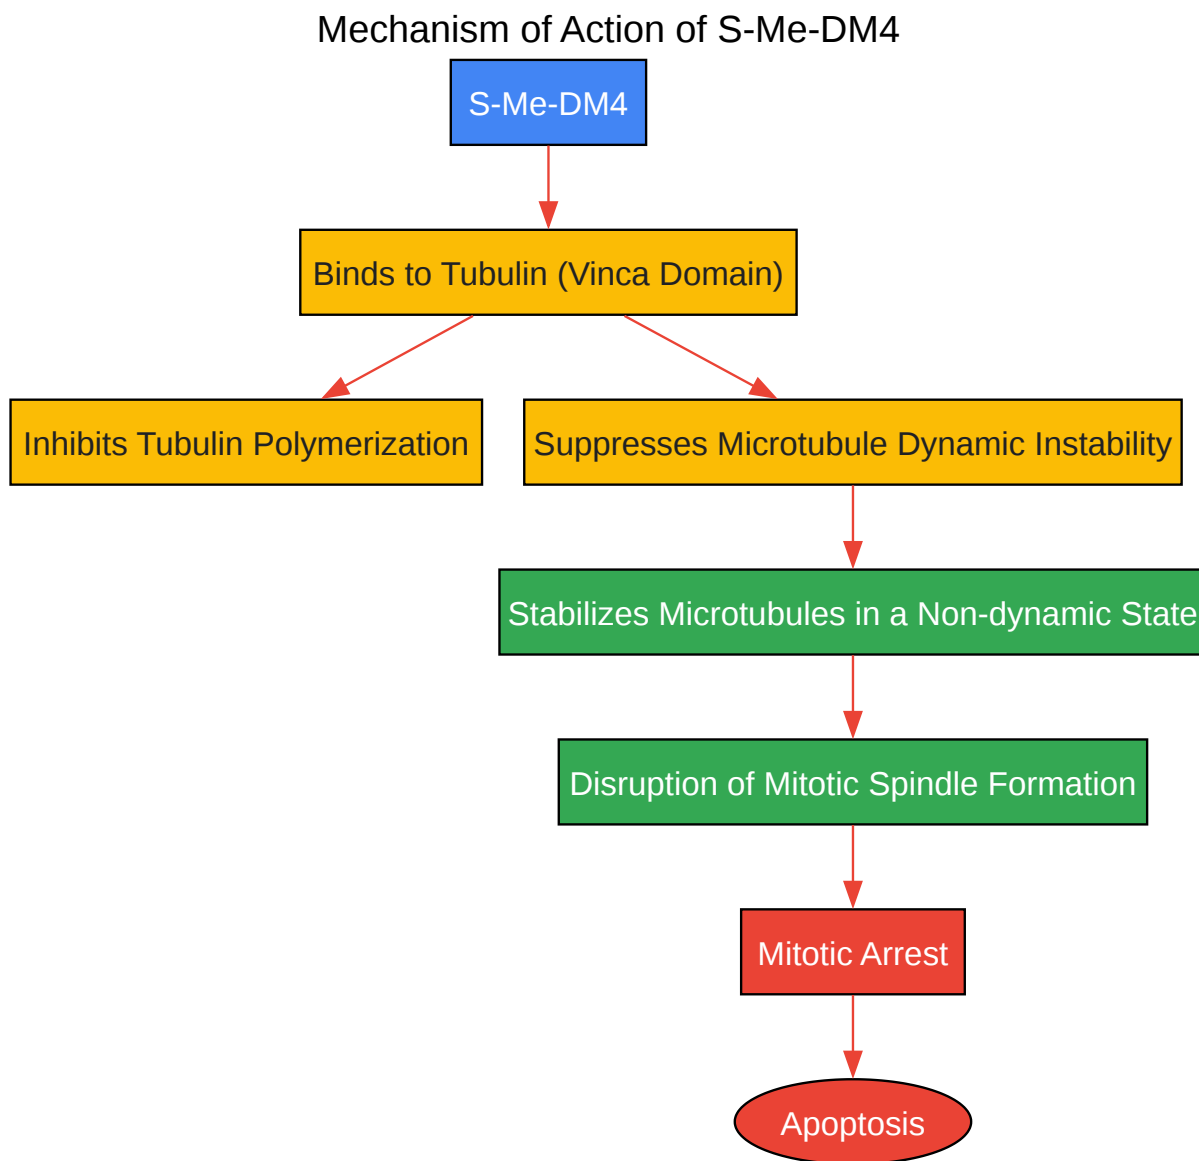 Mechanism of Action of S-Me-DM4
S-Me-DM4
Binds to Tubulin (Vinca Domain)
Inhibits Tubulin Polymerization
Suppresses Microtubule Dynamic Instability
Stabilizes Microtubules in a Non-dynamic State
Disruption of Mitotic Spindle Formation
Mitotic Arrest
Apoptosis